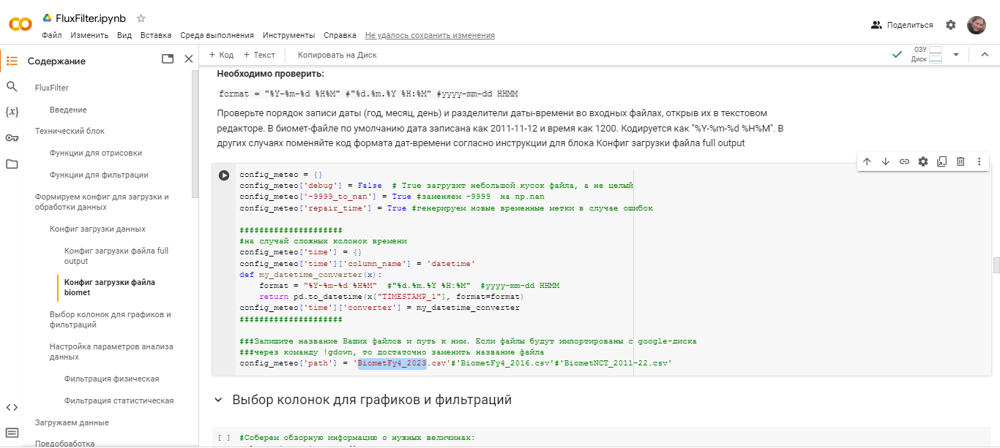 FluxFilter.ipynb
Файл Изменить Вид Вставка Среда выполнения Инструменты Справка Не удалось сохранить изменения
Поделиться
Содержание
+ Код + Текст Копировать на Диск
ОЗУ
Диск
FluxFilter
Введение
Технический блок
Функции для отрисовки
Функции для фильтрации
Формируем конфиг для загрузки и
обработки данных
Конфиг загрузки данных
Конфиг загрузки файла full
output
Конфиг загрузки файла
biomet
Выбор колонок для графиков и
фильтраций
Настройка параметров анализа
данных
Фильтрация физическая
Фильтрация статистическая
Загружаем данные
Предобработка
Необходимо проверить:
format = "%Y-%m-%d %H%M" #"%d.%m.%Y %H:%M" #yyyy-mm-dd HHMM
Проверьте порядок записи даты (год, месяц, день) и разделители даты-времени во входных файлах, открыв их в текстовом
редакторе. В биомет-файле по умолчанию дата записана как 2011-11-12 и время как 1200. Кодируется как "%Y-%m-%d %H%M". В
других случаях поменяйте код формата дат-времени согласно инструкции для блока Конфиг загрузки файла full output
config_meteo = {}
config_meteo['debug'] = False # True загрузит небольшой кусок файла, а не целый
config_meteo['-9999_to_nan'] = True #заменяем -9999 на np.nan
config_meteo['repair_time'] = True #генерируем новые временные метки в случае ошибок
#####################
#на случай сложных колонок времени
config_meteo['time'] = {}
config_meteo['time']['column_name'] = 'datetime'
def my_datetime_converter(x):
format = "%Y-%m-%d %H%M" #"%d.%m.%Y %H:%M" #yyyy-mm-dd HHMM
return pd.to_datetime(x["TIMESTAMP_1"], format=format)
config_meteo['time']['converter'] = my_datetime_converter
#####################
###Запишите название Ваших файлов и путь к ним. Если файлы будут импортированы с google-диска
###через команду !gdown, то достаточно заменить название файла
config_meteo['path'] = 'BiometFy4_2023.csv'#'BiometFy4_2016.csv'#'BiometNCT_2011-22.csv'
Выбор колонок для графиков и фильтраций
[ ] #Соберем обзорную информацию о нужных величинах: